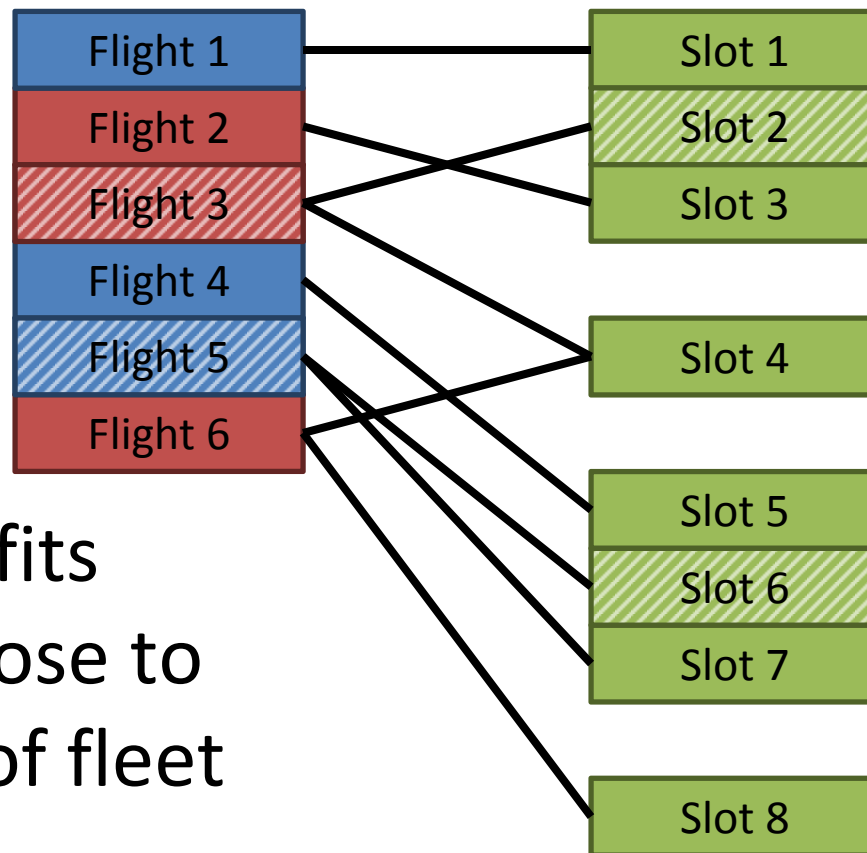 Flight 1
Flight 2
Flight 3
Flight 4
Flight 5
Flight 6
fits
ose to
of fleet
Slot 1
Slot 2
Slot 3
Slot 4
Slot 5
Slot 6
Slot 7
Slot 8